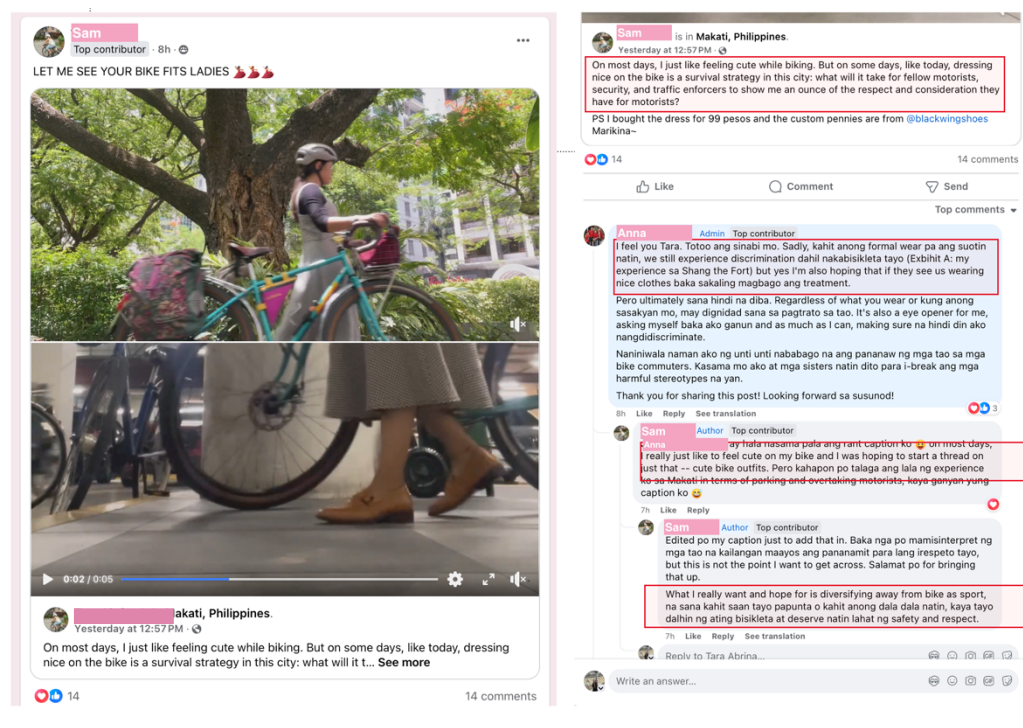 Sam
Top contributor · 8h ·
LET ME SEE YOUR BIKE FITS LADIES 💃💃💃
0:02 / 0:05
akati, Philippines.
Yesterday at 12:57 PM ·
On most days, I just like feeling cute while biking. But on some days, like today, dressing
nice on the bike is a survival strategy in this city: what will it t... See more
14
14 comments
Sam is in Makati, Philippines.
Yesterday at 12:57 PM ·
On most days, I just like feeling cute while biking. But on some days, like today, dressing
nice on the bike is a survival strategy in this city: what will it take for fellow motorists,
security, and traffic enforcers to show me an ounce of the respect and consideration they
have for motorists?
PS I bought the dress for 99 pesos and the custom pennies are from @blackwingshoes
Marikina~
14
14 comments
Like Comment Send
Top comments
Anna Admin Top contributor
I feel you Tara. Totoo ang sinabi mo. Sadly, kahit anong formal wear pa ang suotin
natin, we still experience discrimination dahil nakabisikleta tayo (Exbihit A: my
experience sa Shang the Fort) but yes I'm also hoping that if they see us wearing
nice clothes baka sakaling magbago ang treatment.
Pero ultimately sana hindi na diba. Regardless of what you wear or kung anong
sasakyan mo, may dignidad sana sa pagtrato sa tao. It's also a eye opener for me,
asking myself baka ako ganun and as much as I can, making sure na hindi din ako
nangdidiscriminate.
Naniniwala naman ako ng unti unti nababago na ang pananaw ng mga tao sa mga
bike commuters. Kasama mo ako at mga sisters natin dito para i-break ang mga
harmful stereotypes na yan.
Thank you for sharing this post! Looking forward sa susunod!
8h Like Reply See translation
3
Sam Author Top contributor
Anna ay hala nasama pala ang rant caption ko 😅 on most days,
I really just like to feel cute on my bike and I was hoping to start a thread on
just that -- cute bike outfits. Pero kahapon po talaga ang lala ng experience
ko sa Makati in terms of parking and overtaking motorists, kaya ganyan yung
caption ko 😅
7h Like Reply
Sam Author Top contributor
Edited po my caption just to add that in. Baka nga po mamisinterpret ng
mga tao na kailangan maayos ang pananamit para lang irespeto tayo,
but this is not the point I want to get across. Salamat po for bringing
that up.
What I really want and hope for is diversifying away from bike as sport,
na sana kahit saan tayo papunta o kahit anong dala dala natin, kaya tayo
dalhin ng ating bisikleta at deserve natin lahat ng safety and respect.
7h Like Reply See translation
Reply to Tara Abrina...
Write an answer...